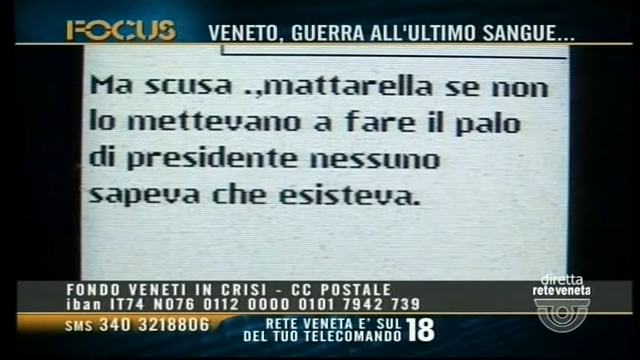 FOCUS
VENETO, GUERRA ALL'ULTIMO SANGUE...
Ma scusa .,mattarella se non
lo mettevano a fare il palo
di presidente nessuno
sapeva che esisteva.
FONDO VENETI IN CRISI - CC POSTALE
iban IT74 N076 0112 0000 0101 7942 739
diretta
reteveneta
SMS 340 3218806
RETE VENETA E' SUL
DEL TUO TELECOMANDO 18